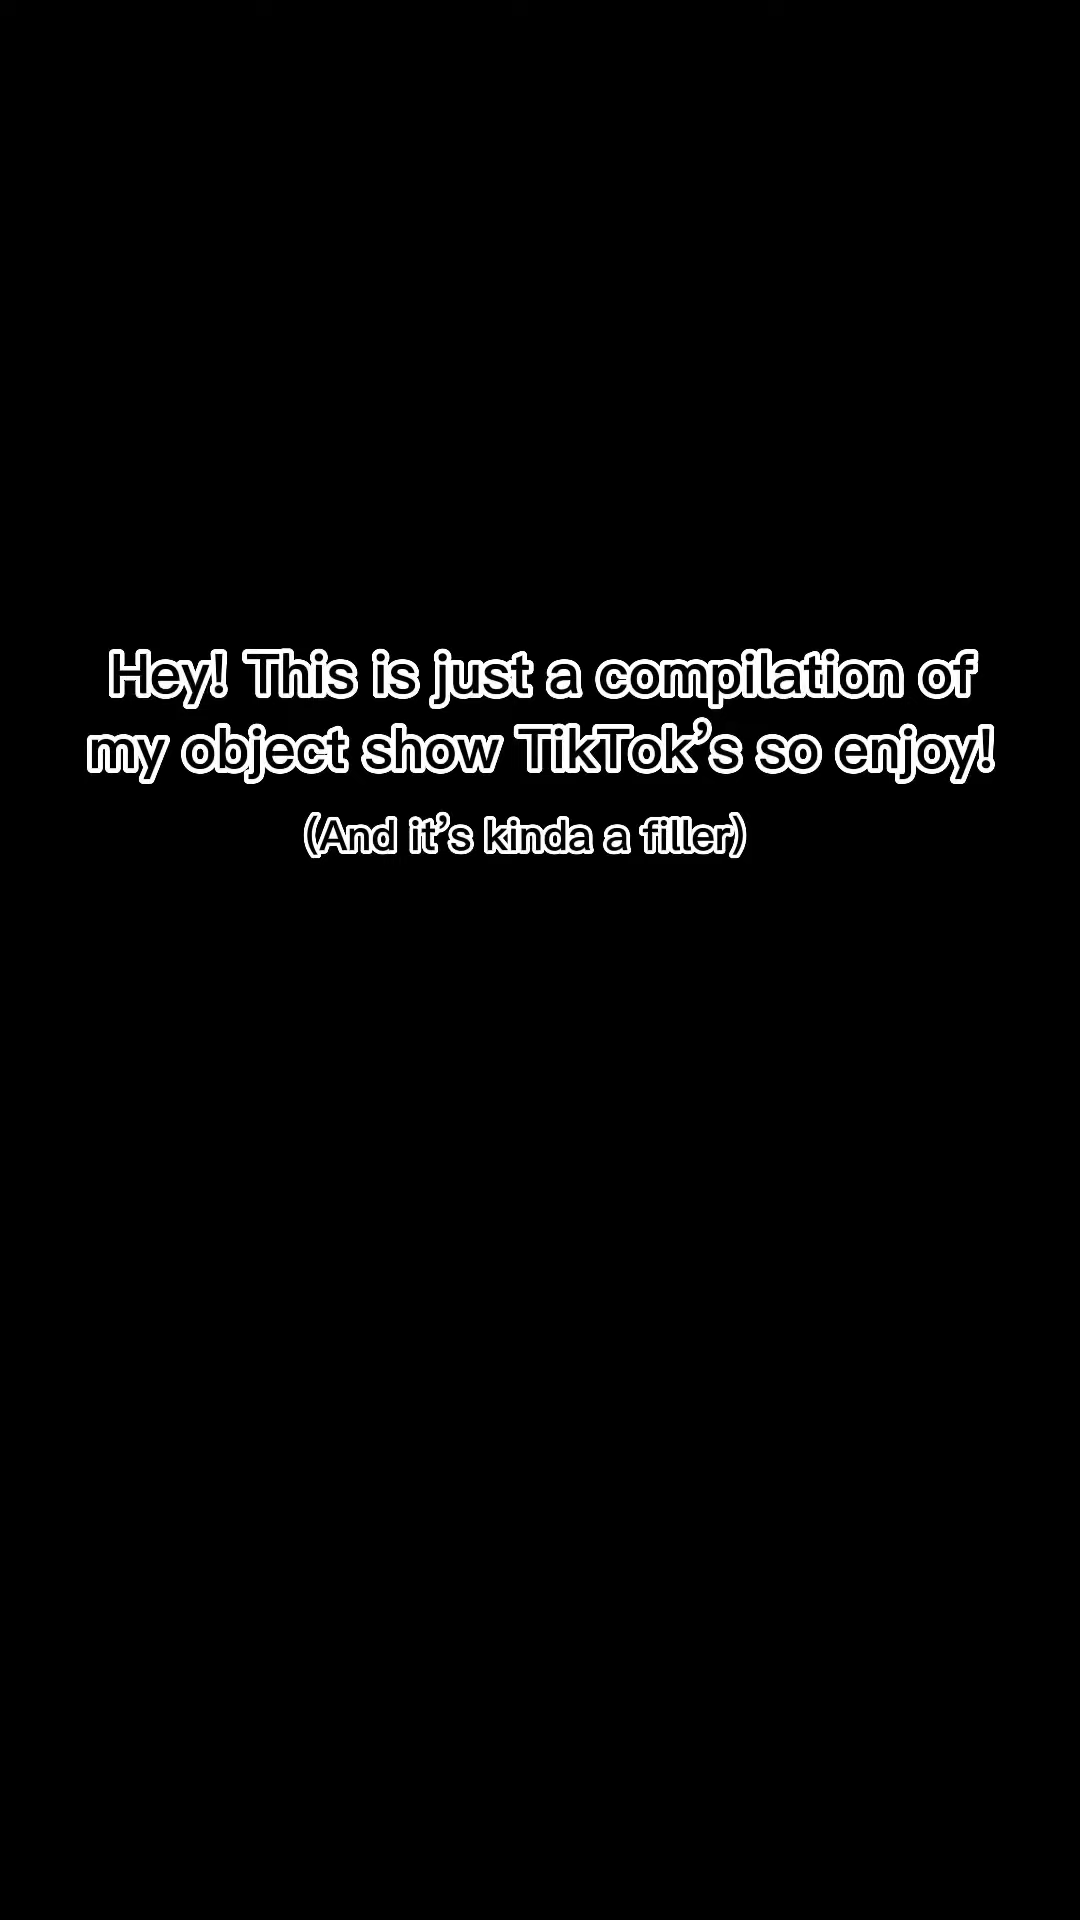 Hey! This is just a compilation of
my object show TikTok’s so enjoy!
(And it’s kinda a filler)